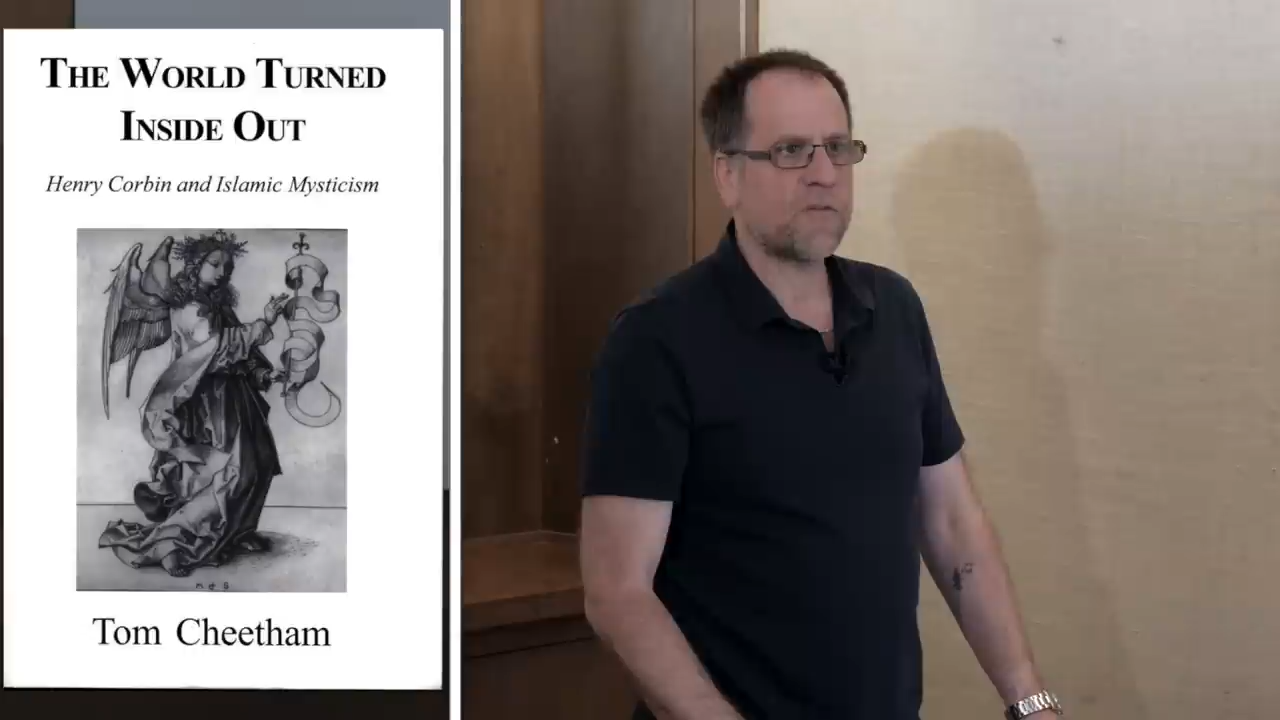 THE WORLD TURNED
INSIDE OUT
Henry Corbin and Islamic Mysticism
M S
Tom Cheetham